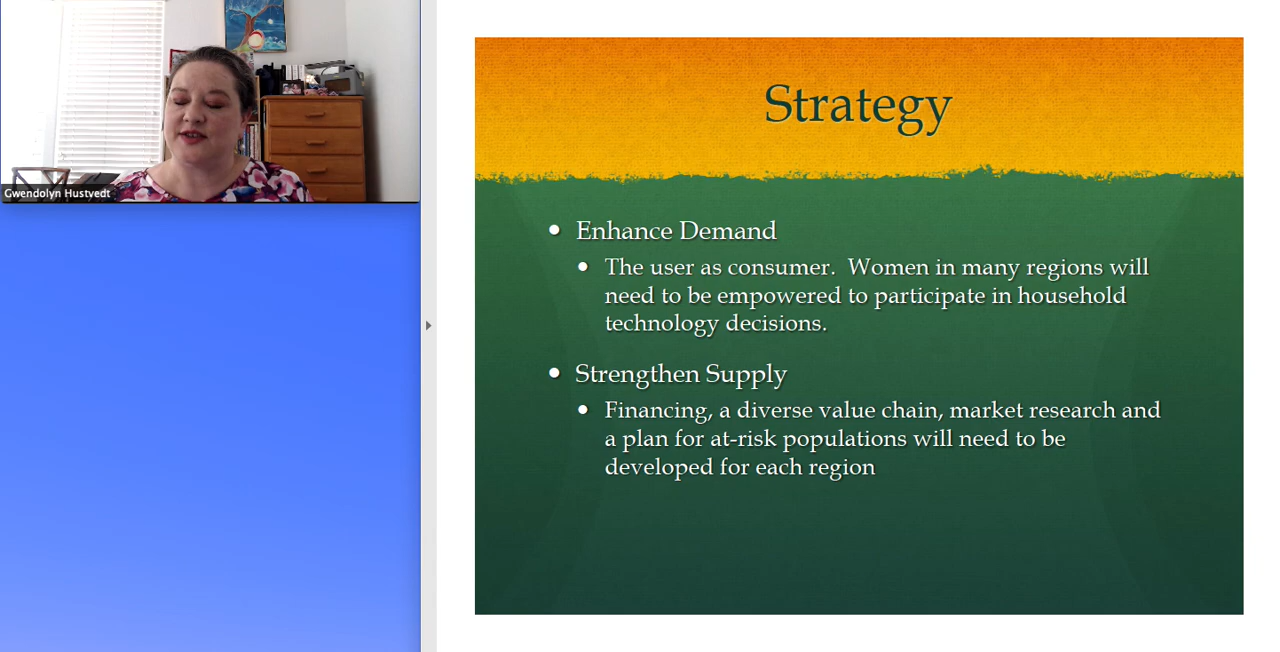 Gwendolyn Hustvedt
Strategy
• Enhance Demand
• The user as consumer.  Women in many regions will
need to be empowered to participate in household
technology decisions.
• Strengthen Supply
• Financing, a diverse value chain, market research and
a plan for at-risk populations will need to be
developed for each region